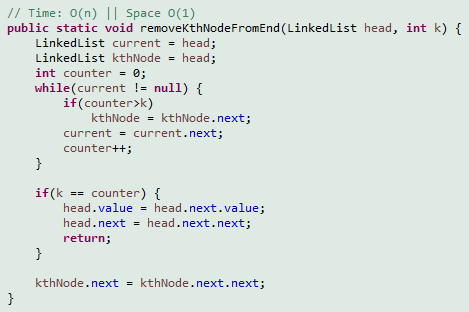 // Time: O(n) || Space O(1)
public static void removeKthNodeFromEnd(LinkedList head, int k) {
    LinkedList current = head;
    LinkedList kthNode = head;
    int counter = 0;
    while(current != null) {
        if(counter>k)
            kthNode = kthNode.next;
        current = current.next;
        counter++;
    }

    if(k == counter) {
        head.value = head.next.value;
        head.next = head.next.next;
        return;
    }

    kthNode.next = kthNode.next.next;
}